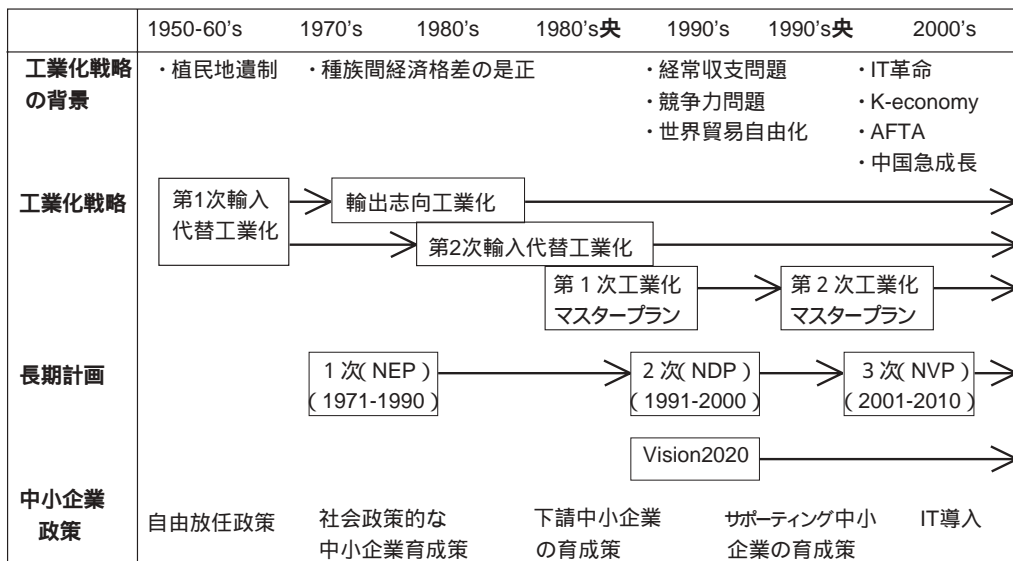 1950-60's 1970's 1980's 1980's央 1990's 1990's央 2000's
工業化戦略
の背景
・植民地遺制
・種族間経済格差の是正
・経常収支問題
・競争力問題
・世界貿易自由化
・IT革命
・K-economy
・AFTA
・中国急成長
工業化戦略
第1次輸入
代替工業化
輸出志向工業化
第2次輸入代替工業化
第1次工業化
マスタープラン
第2次工業化
マスタープラン
長期計画
1次(NEP)
(1971-1990)
2次(NDP)
(1991-2000)
3次(NVP)
(2001-2010)
Vision2020
中小企業
政策
自由放任政策
社会政策的な
中小企業育成策
下請中小企業
の育成策
サポーティング中小
企業の育成策
IT導入